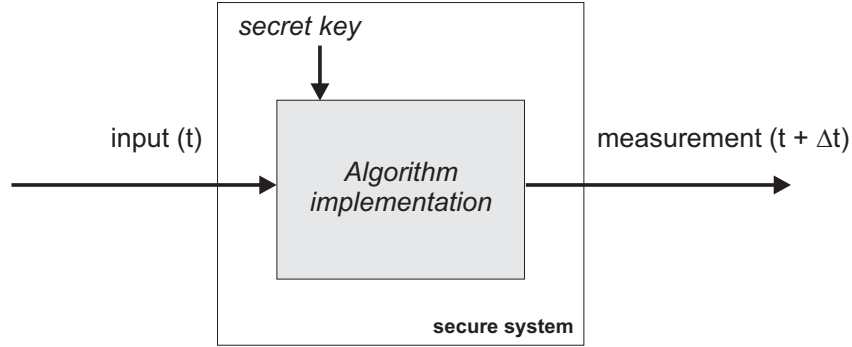 secret key
input (t)
measurement (t + Δt)
Algorithm
implementation
secure system